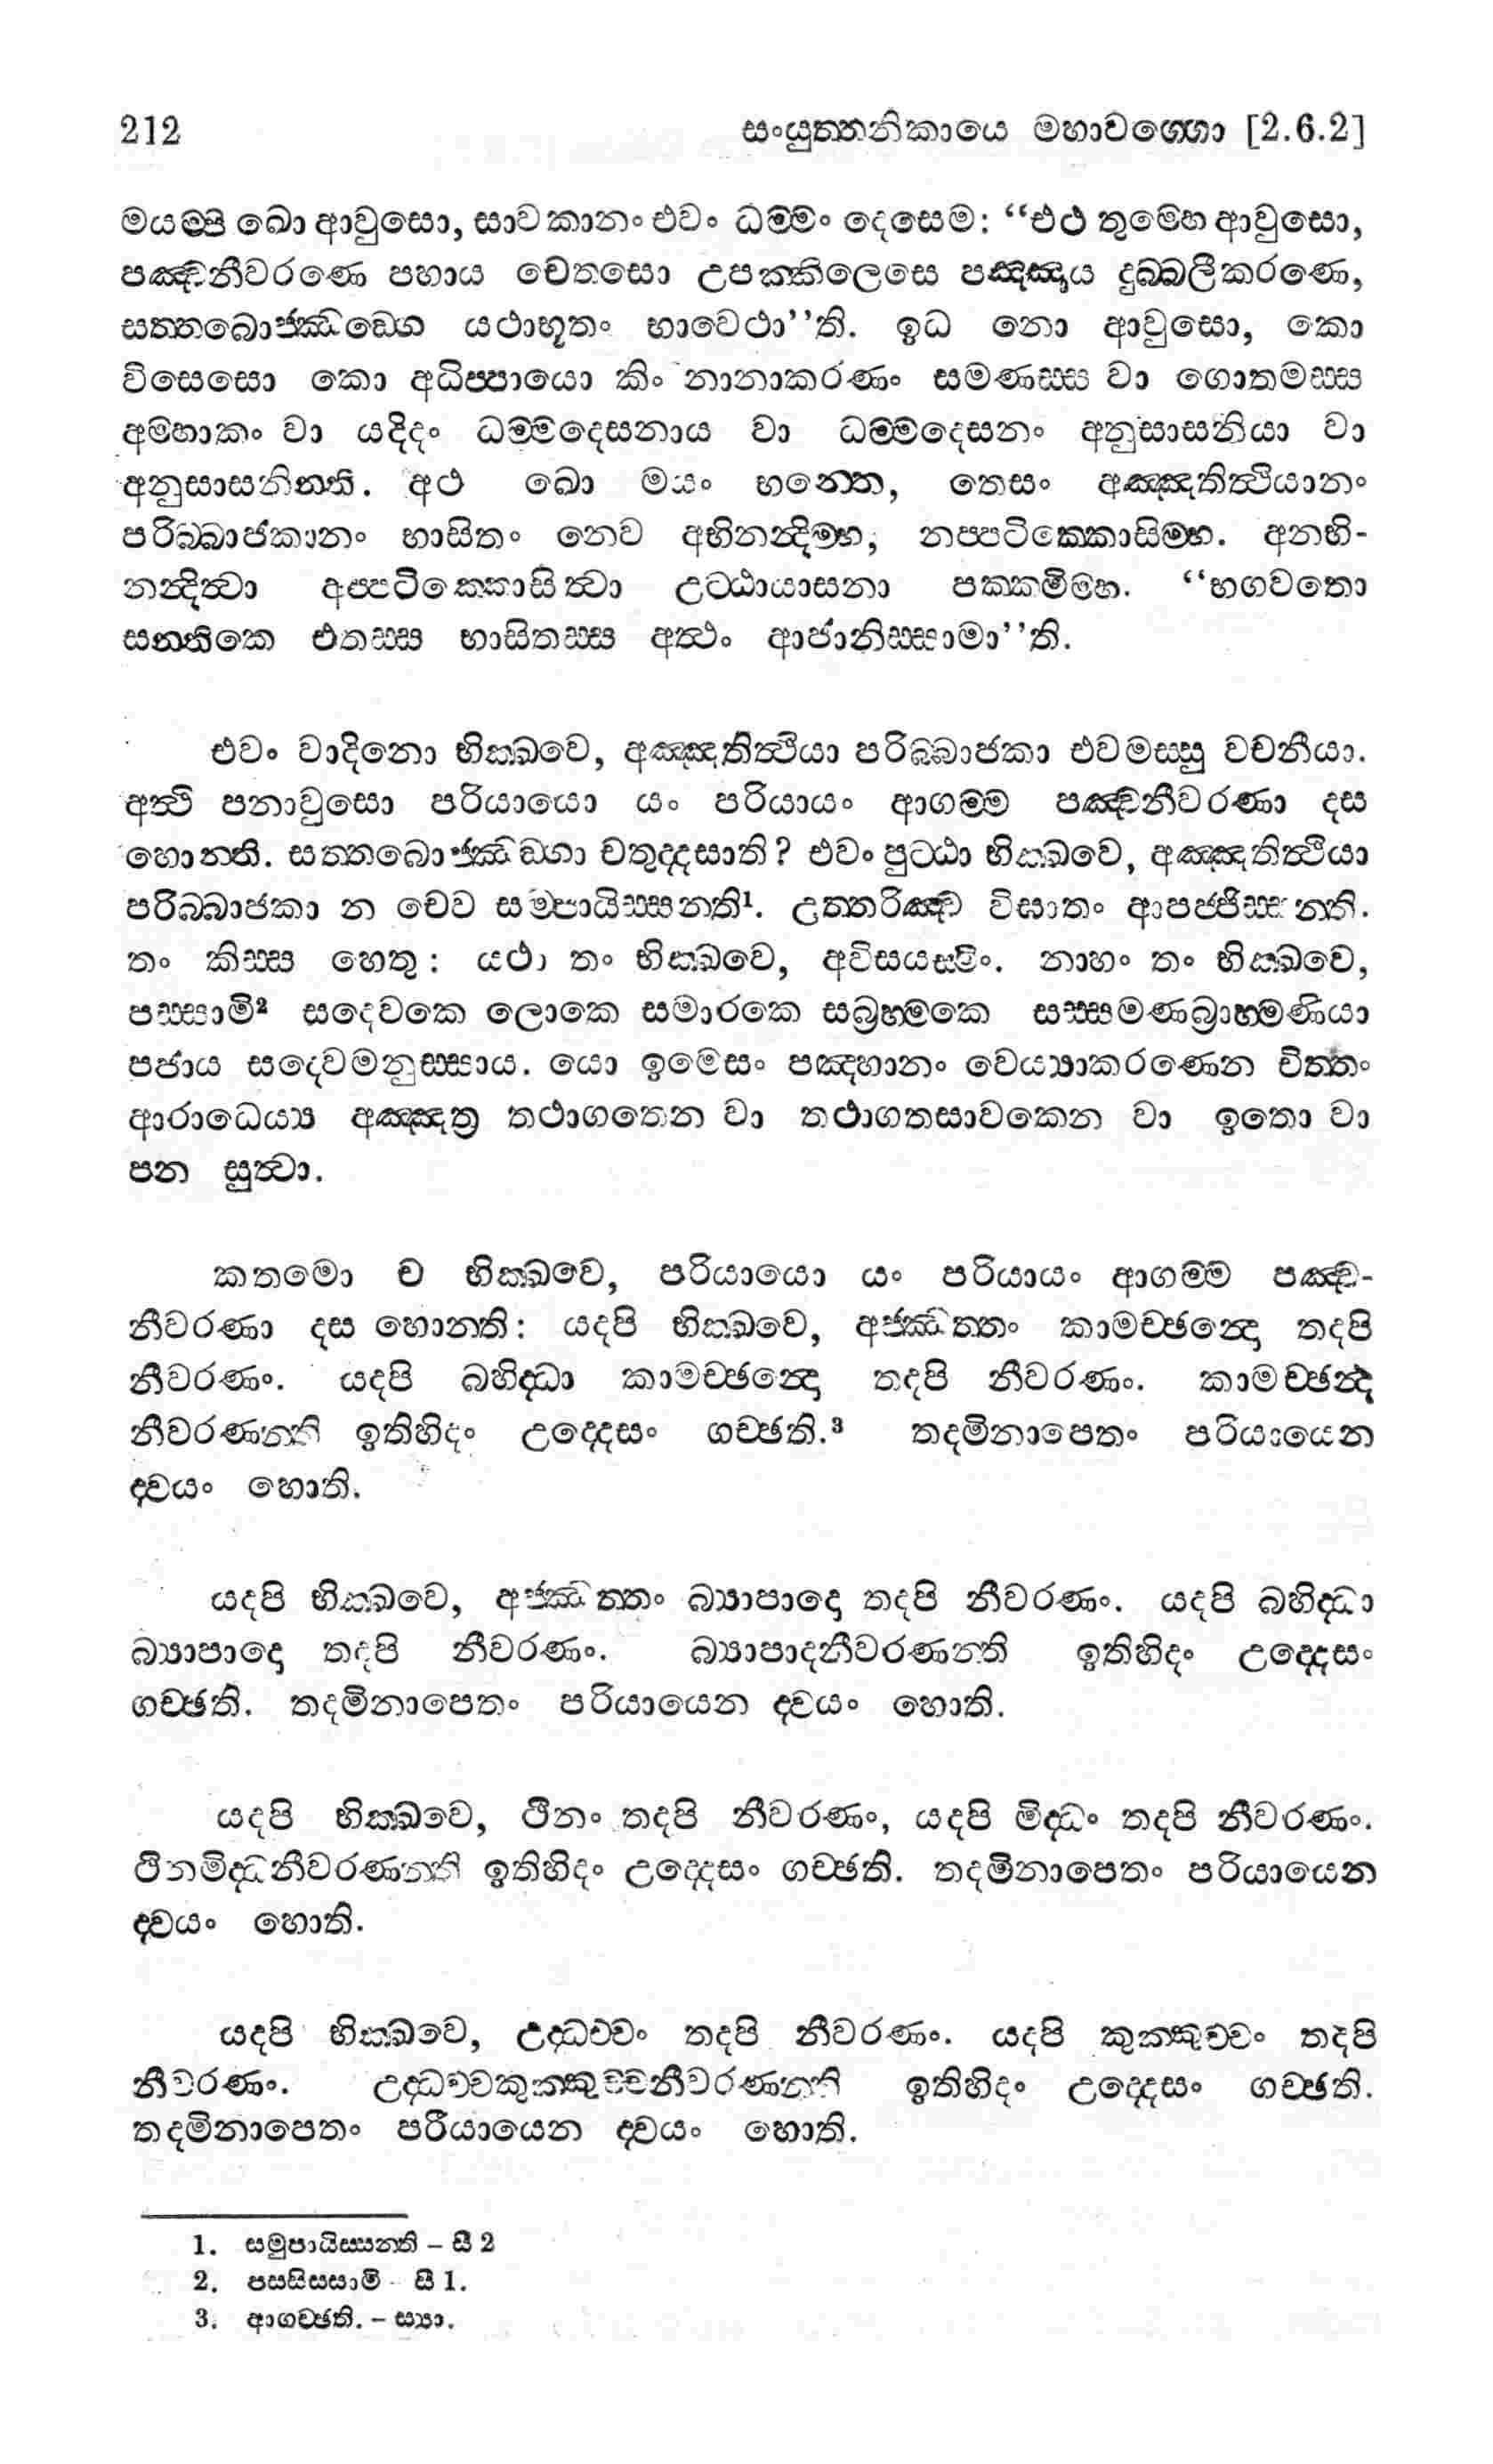 212 සංයුත්තනිකායෙ මහාවග්ගො [2.6.2]
මයම්පි ඛො ආවුසො, සාවකානං එවං ධම්මං දෙසෙම: “එථ තුම්හෙ ආවුසො,
පඤ්චනීවරණෙ පහාය චෙතසො උපක්කිලෙසෙ පඤ්ඤාය දුබ්බලීකරණෙ,
සත්තබොජ්ඣඞ්ගෙ යථාභූතං භාවෙථා’’ති. ඉධ නො ආවුසො, කො
විසෙසො කො අධිප්පායො කිං නානාකරණං සමණස්ස වා ගොතමස්ස
අම්හාකං වා යදිදං ධම්මදෙසනාය වා ධම්මදෙසනං අනුසාසනියා වා
අනුසාසනින්ති. අථ ඛො මයං භන්තෙ, තෙසං අඤ්ඤතිත්ථියානං
පරිබ්බාජකානං භාසිතං නෙව අභිනන්දිම්හ, නප්පටික්කොසිම්හ. අනභි-
නන්දිත්වා අප්පටික්කොසිත්වා උට්ඨායාසනා පක්කමිම්හ. ‘‘භගවතො
සන්තිකෙ එතස්ස භාසිතස්ස අත්ථං ආජානිස්සාමා’’ති.
එවං වාදිනො භික්ඛවෙ, අඤ්ඤතිත්ථියා පරිබ්බාජකා එවමස්සු වචනීයා.
අත්ථි පනාවුසො පරියායො යං පරියායං ආගම්ම පඤ්චනීවරණා දස
හොන්ති. සත්තබොජ්ඣඞ්ගා චතුද්දසාති? එවං පුට්ඨා භික්ඛවෙ, අඤ්ඤතිත්ථියා
පරිබ්බාජකා න චෙව සම්පායිස්සන්ති¹. උත්තරිඤ්ච විඝාතං ආපජ්ජිස්සන්ති.
තං කිස්ස හෙතු: යථා තං භික්ඛවෙ, අවිසයස්මිං. නාහං තං භික්ඛවෙ,
පස්සාමි² සදෙවකෙ ලොකෙ සමාරකෙ සබ්‍රහ්මකෙ සස්සමණබ්‍රාහ්මණියා
පජාය සදෙවමනුස්සාය. යො ඉමෙසං පඤ්හානං වෙය්‍යාකරණෙන චිත්තං
ආරාධෙය්‍ය අඤ්ඤත්‍ර තථාගතෙන වා තථාගතසාවකෙන වා ඉතො වා
පන සුත්වා.
කතමො ච භික්ඛවෙ, පරියායො යං පරියායං ආගම්ම පඤ්ච-
නීවරණා දස හොන්ති: යදපි භික්ඛවෙ, අජ්ඣත්තං කාමච්ඡන්දො තදපි
නීවරණං. යදපි බහිද්ධා කාමච්ඡන්දො තදපි නීවරණං. කාමච්ඡන්ද
නීවරණන්ති ඉතිහිදං උද්දෙසං ගච්ඡති.³ තදමිනාපෙතං පරියායෙන
ද්වයං හොති.
යදපි භික්ඛවෙ, අජ්ඣත්තං බ්‍යාපාදො තදපි නීවරණං. යදපි බහිද්ධා
බ්‍යාපාදො තදපි නීවරණං. බ්‍යාපාදනීවරණන්ති ඉතිහිදං උද්දෙසං
ගච්ඡති. තදමිනාපෙතං පරියායෙන ද්වයං හොති.
යදපි භික්ඛවෙ, ථීනං තදපි නීවරණං, යදපි මිද්ධං තදපි නීවරණං.
ථිනමිද්ධනීවරණන්ති ඉතිහිදං උද්දෙසං ගච්ඡති. තදමිනාපෙතං පරියායෙන
ද්වයං හොති.
යදපි භික්ඛවෙ, උද්ධච්චං තදපි නීවරණං. යදපි කුක්කුච්චං තදපි
නීවරණං. උද්ධච්චකුක්කුච්චනීවරණන්ති ඉතිහිදං උද්දෙසං ගච්ඡති.
තදමිනාපෙතං පරීයායෙන ද්වයං හොති.
1. සමුපායිස්සන්ති – සී 2
2. පස්සිස්සාමි - සී 1.
3. ආගච්ඡති. – ස්‍යා.